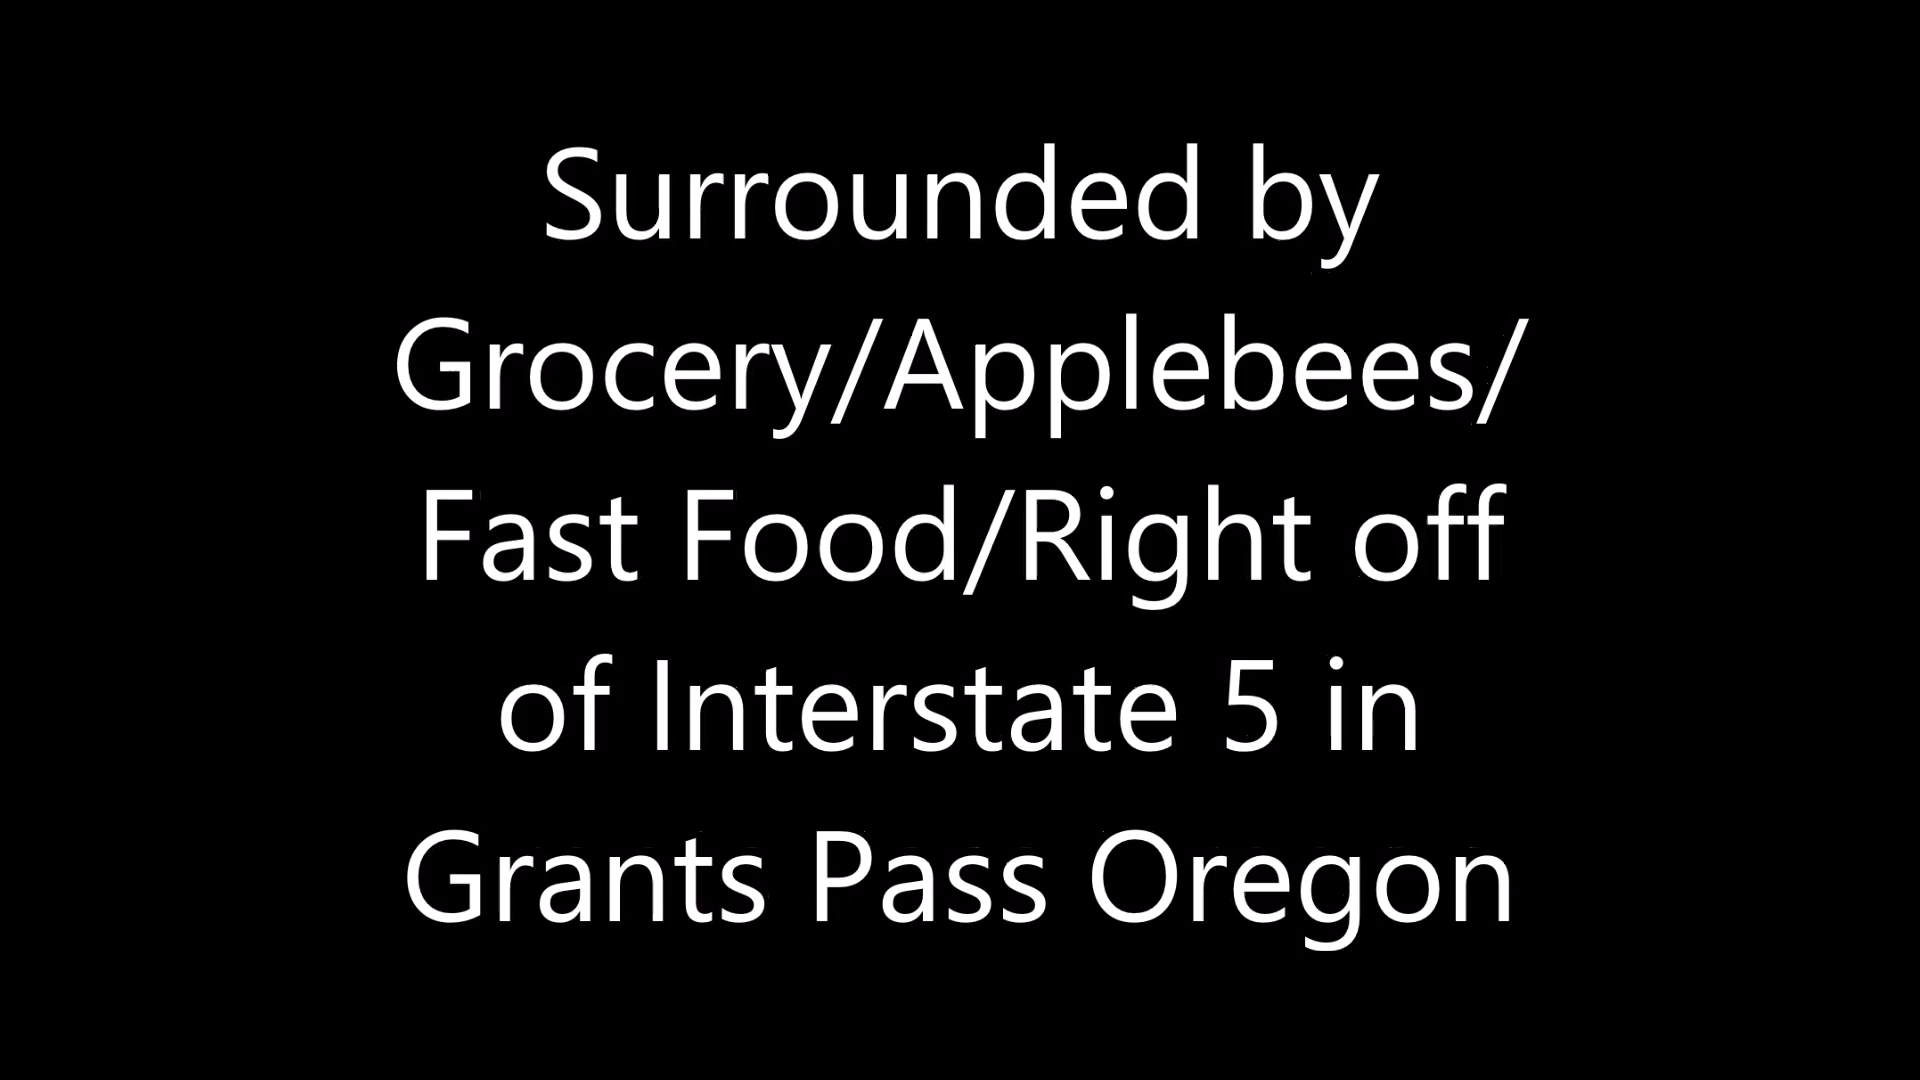 Surrounded by
Grocery/Applebees/
Fast Food/Right off
of Interstate 5 in
Grants Pass Oregon